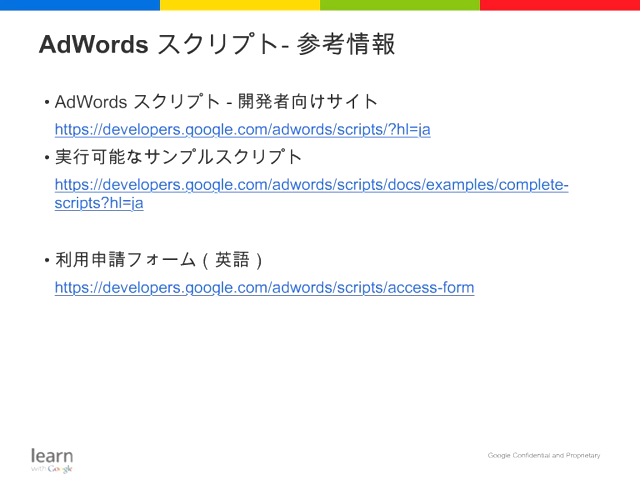 AdWords スクリプト- 参考情報
• AdWords スクリプト - 開発者向けサイト
https://developers.google.com/adwords/scripts/?hl=ja
• 実行可能なサンプルスクリプト
https://developers.google.com/adwords/scripts/docs/examples/complete-
scripts?hl=ja
• 利用申請フォーム ( 英語 )
https://developers.google.com/adwords/scripts/access-form
learn
with Google
Google Confidential and Proprietary